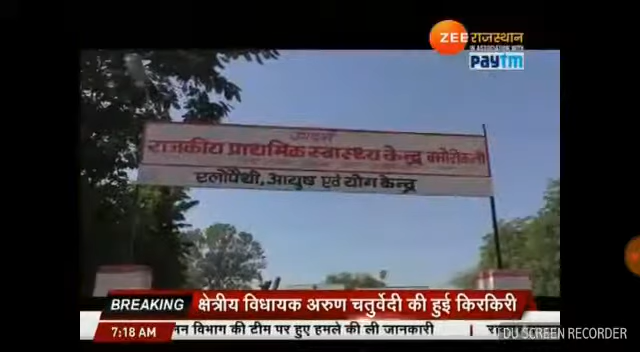 ZEE राजस्थान
IN ASSOCIATION WITH
Paytm
राजकीय प्राथमिक स्वास्थ्य केन्द्र
एलोपैथी, आयुष एवं योग केन्द्र
BREAKING क्षेत्रीय विधायक अरुण चतुर्वेदी की हुई किरकिरी
7:18 AM विभाग की टीम पर हुए हमले की ली जानकारी
DU SCREEN RECORDER